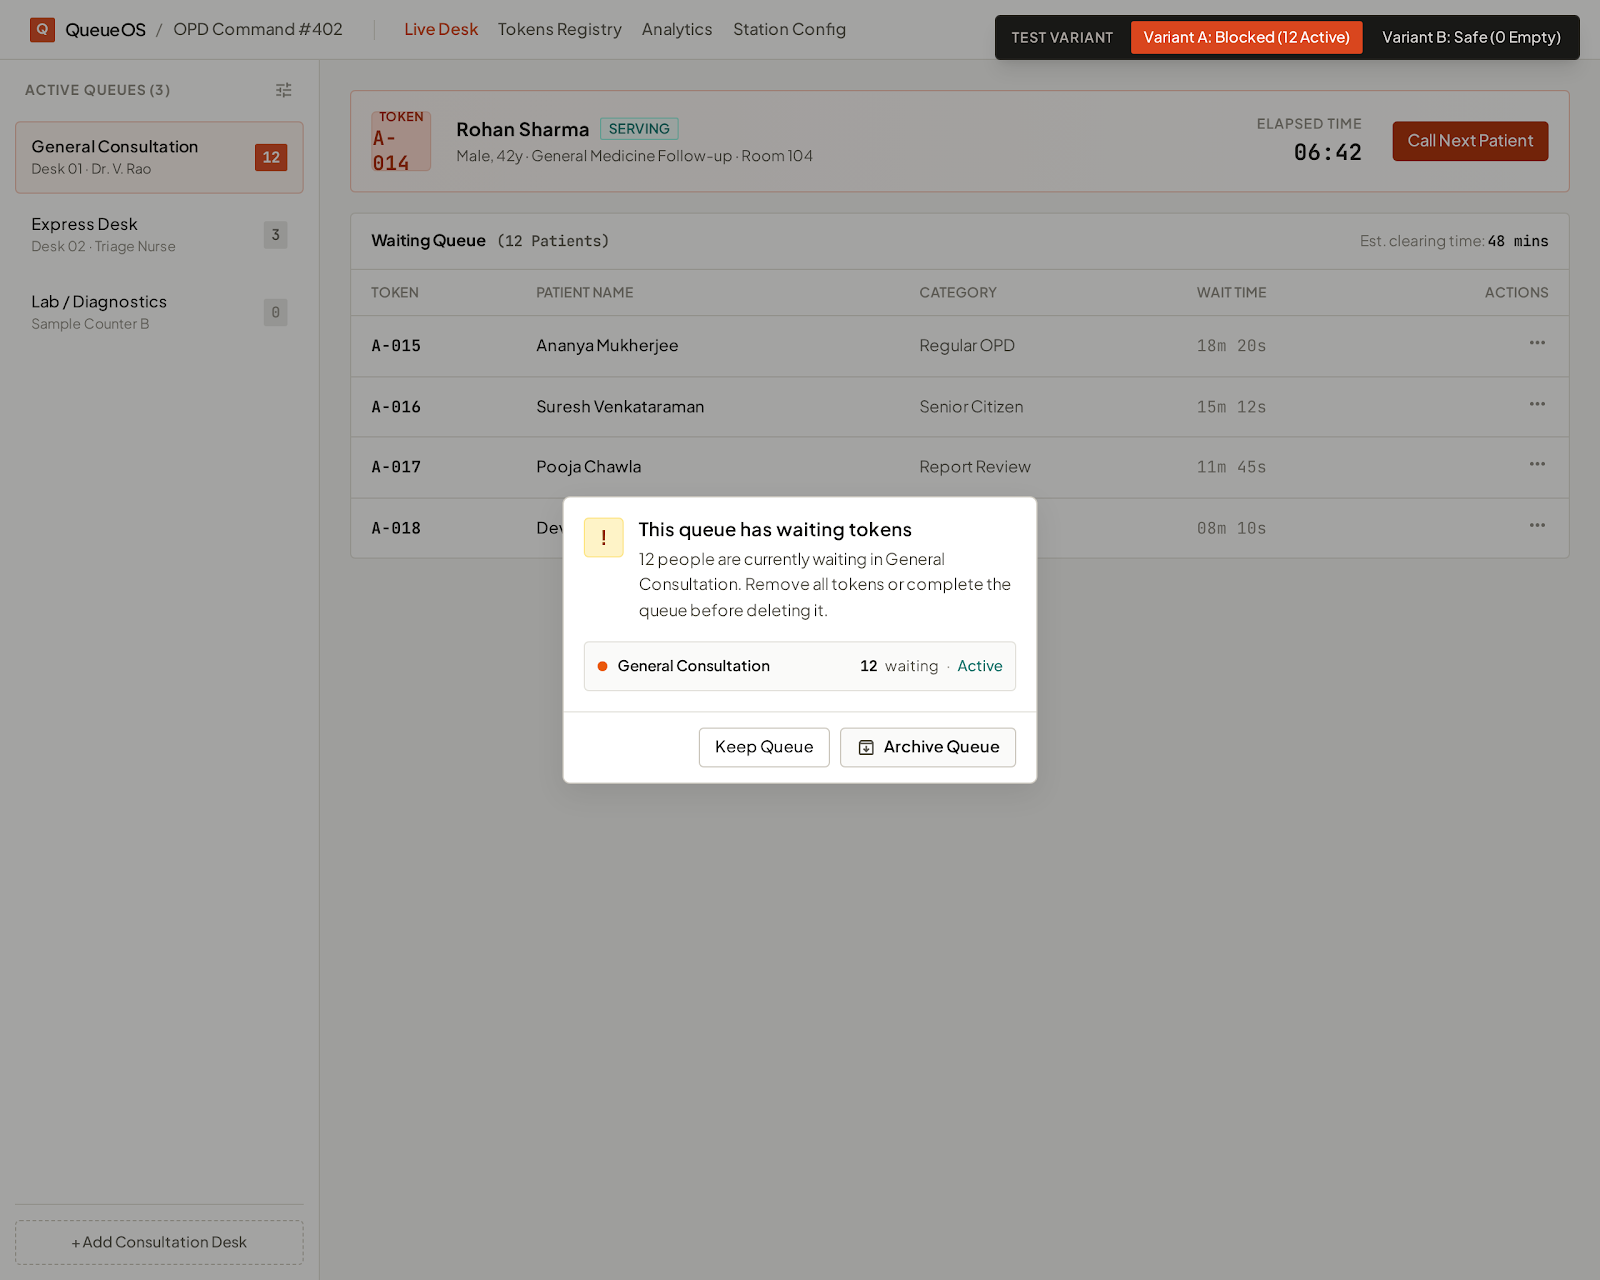 Q QueueOS / OPD Command #402
Live Desk Tokens Registry Analytics Station Config
TEST VARIANT Variant A: Blocked (12 Active) Variant B: Safe (0 Empty)
ACTIVE QUEUES (3)
General Consultation
Desk 01 · Dr. V. Rao
12
Express Desk
Desk 02 · Triage Nurse
3
Lab / Diagnostics
Sample Counter B
0
+ Add Consultation Desk
TOKEN
A-
014
Rohan Sharma SERVING
Male, 42y · General Medicine Follow-up · Room 104
ELAPSED TIME
06:42
Call Next Patient
Waiting Queue (12 Patients)
Est. clearing time: 48 mins
TOKEN PATIENT NAME CATEGORY WAIT TIME ACTIONS
A-015 Ananya Mukherjee Regular OPD 18m 20s •••
A-016 Suresh Venkataraman Senior Citizen 15m 12s •••
A-017 Pooja Chawla Report Review 11m 45s •••
A-018 08m 10s •••
!
This queue has waiting tokens
12 people are currently waiting in General
Consultation. Remove all tokens or complete the
queue before deleting it.
General Consultation 12 waiting · Active
Keep Queue Archive Queue